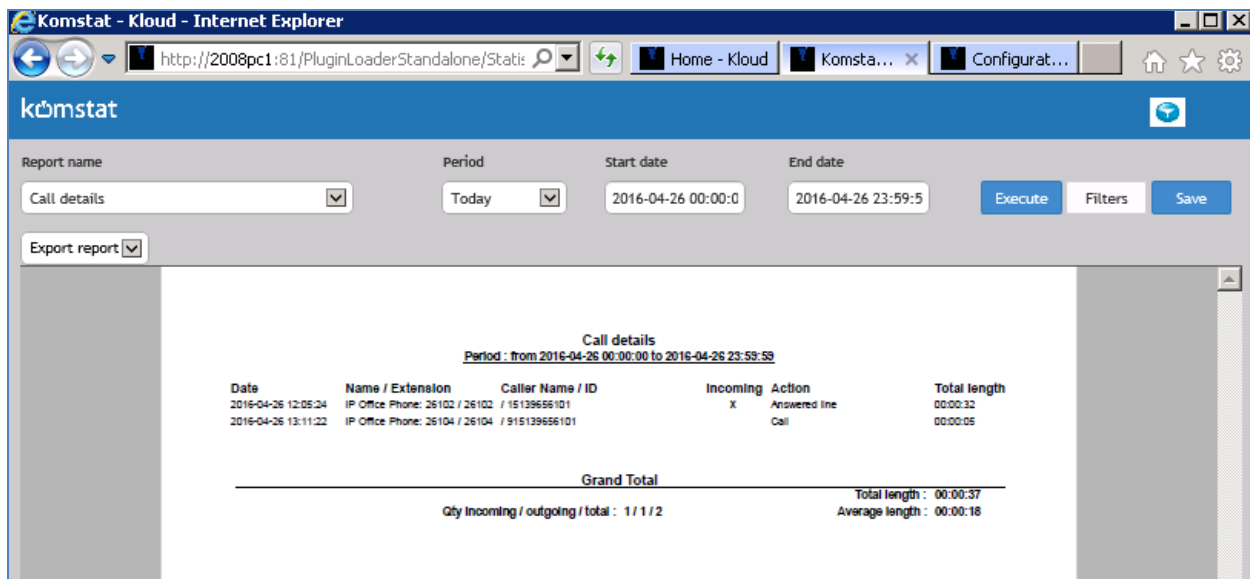 Komstat - Kloud - Internet Explorer
http://2008pc1:81/PluginLoaderStandalone/Statis
Home - Kloud
Komsta...
Configurat...
komstat
Report name
Period
Start date
End date
Call details
Today
2016-04-26 00:00:0
2016-04-26 23:59:5
Execute
Filters
Save
Export report
Call details
Period : from 2016-04-26 00:00:00 to 2016-04-26 23:59:59
Date Name / Extension Caller Name / ID Incoming Action Total length
2016-04-26 12:05:24 IP Office Phone: 26102 / 26102 / 15139656101 X Answered line 00:00:32
2016-04-26 13:11:22 IP Office Phone: 26104 / 26104 / 915139656101 Call 00:00:05
Grand Total
Total length : 00:00:37
Qty incoming / outgoing / total : 1 / 1 / 2 Average length : 00:00:18